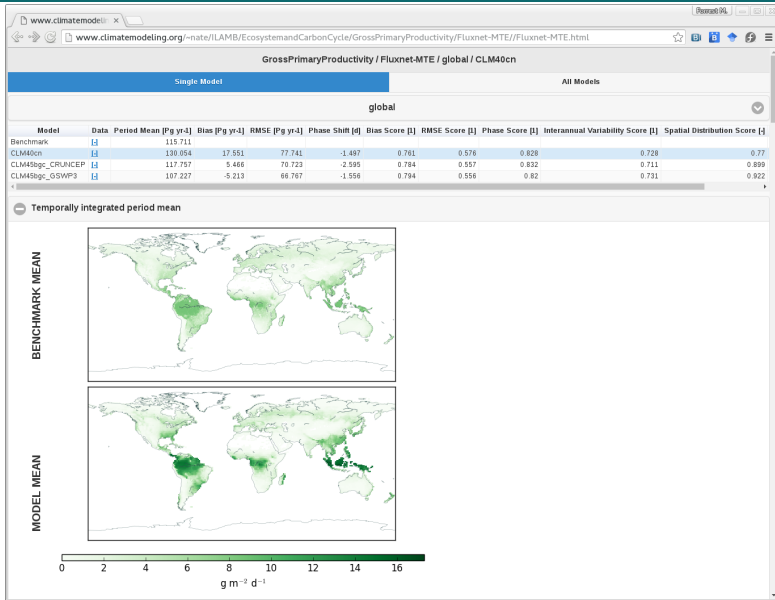 www.climatemodelin
Forrest M.
www.climatemodeling.org/~nate/ILAMB/EcosystemandCarbonCycle/GrossPrimaryProductivity/Fluxnet-MTE//Fluxnet-MTE.html
GrossPrimaryProductivity / Fluxnet-MTE / global / CLM40cn
Single Model All Models
global
Model Data Period Mean [Pg yr-1] Bias [Pg yr-1] RMSE [Pg yr-1] Phase Shift [d] Bias Score [1] RMSE Score [1] Phase Score [1] Interannual Variability Score [1] Spatial Distribution Score [-]
Benchmark [-] 115.711
CLM40cn [-] 130.054 17.551 77.741 -1.497 0.761 0.576 0.828 0.728 0.77
CLM45bgc_CRUNCEP [-] 117.757 5.466 70.723 -2.595 0.784 0.557 0.832 0.711 0.899
CLM45bgc_GSWP3 [-] 107.227 -5.213 66.767 -1.556 0.794 0.556 0.82 0.731 0.922
Temporally integrated period mean
BENCHMARK MEAN
MODEL MEAN
0 2 4 6 8 10 12 14 16
g m⁻² d⁻¹